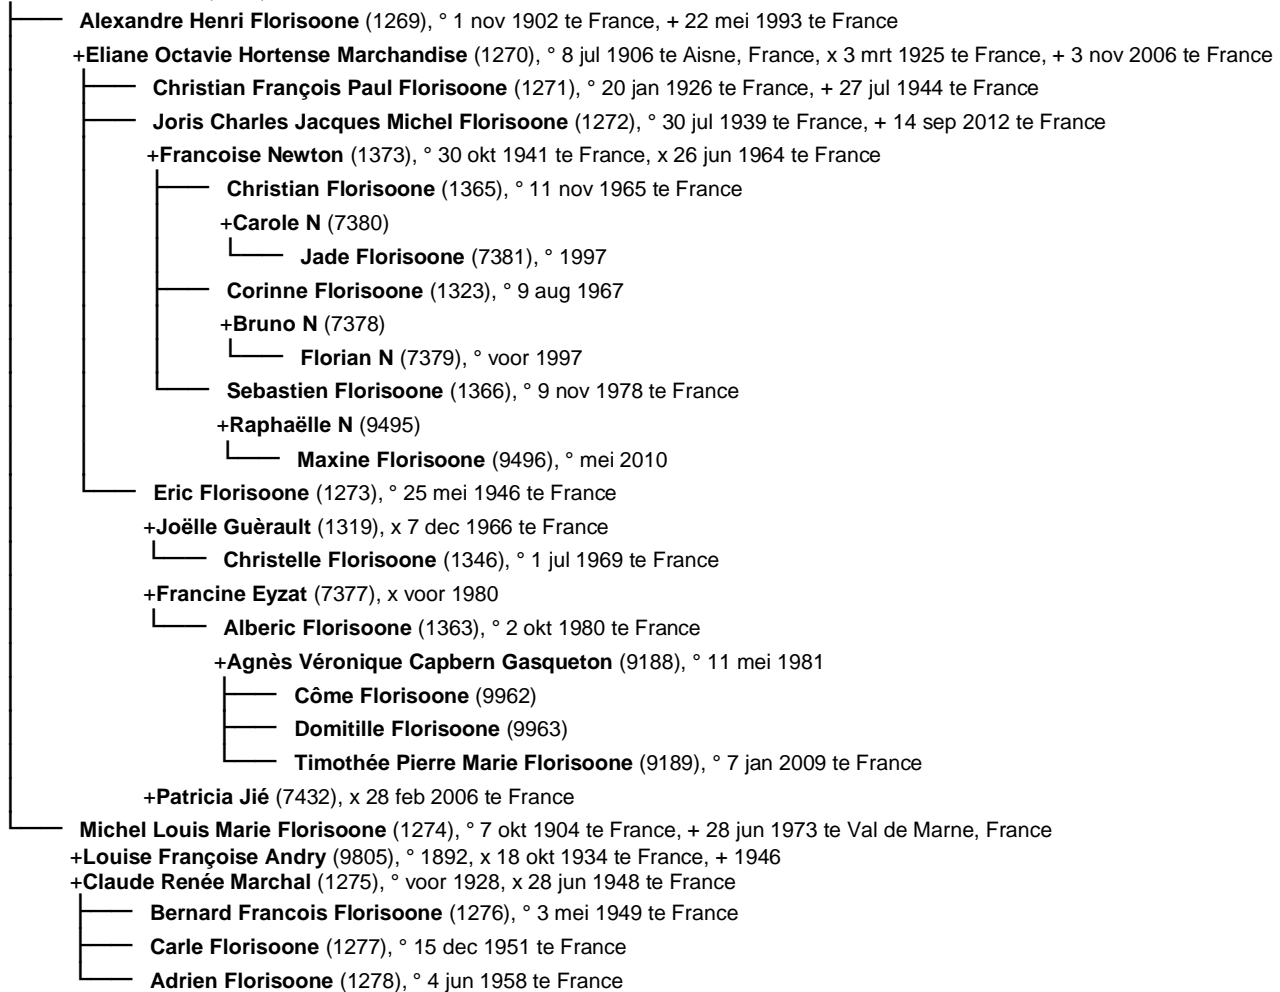 Alexandre Henri Florisoone (1269), ° 1 nov 1902 te France, + 22 mei 1993 te France
+Eliane Octavie Hortense Marchandise (1270), ° 8 jul 1906 te Aisne, France, x 3 mrt 1925 te France, + 3 nov 2006 te France
Christian François Paul Florisoone (1271), ° 20 jan 1926 te France, + 27 jul 1944 te France
Joris Charles Jacques Michel Florisoone (1272), ° 30 jul 1939 te France, + 14 sep 2012 te France
+Francoise Newton (1373), ° 30 okt 1941 te France, x 26 jun 1964 te France
Christian Florisoone (1365), ° 11 nov 1965 te France
+Carole N (7380)
Jade Florisoone (7381), ° 1997
Corinne Florisoone (1323), ° 9 aug 1967
+Bruno N (7378)
Florian N (7379), ° voor 1997
Sebastien Florisoone (1366), ° 9 nov 1978 te France
+Raphaëlle N (9495)
Maxine Florisoone (9496), ° mei 2010
Eric Florisoone (1273), ° 25 mei 1946 te France
+Joëlle Guèrault (1319), x 7 dec 1966 te France
Christelle Florisoone (1346), ° 1 jul 1969 te France
+Francine Eyzat (7377), x voor 1980
Alberic Florisoone (1363), ° 2 okt 1980 te France
+Agnès Véronique Capbern Gasqueton (9188), ° 11 mei 1981
Côme Florisoone (9962)
Domitille Florisoone (9963)
Timothée Pierre Marie Florisoone (9189), ° 7 jan 2009 te France
+Patricia Jié (7432), x 28 feb 2006 te France
Michel Louis Marie Florisoone (1274), ° 7 okt 1904 te France, + 28 jun 1973 te Val de Marne, France
+Louise Françoise Andry (9805), ° 1892, x 18 okt 1934 te France, + 1946
+Claude Renée Marchal (1275), ° voor 1928, x 28 jun 1948 te France
Bernard Francois Florisoone (1276), ° 3 mei 1949 te France
Carle Florisoone (1277), ° 15 dec 1951 te France
Adrien Florisoone (1278), ° 4 jun 1958 te France